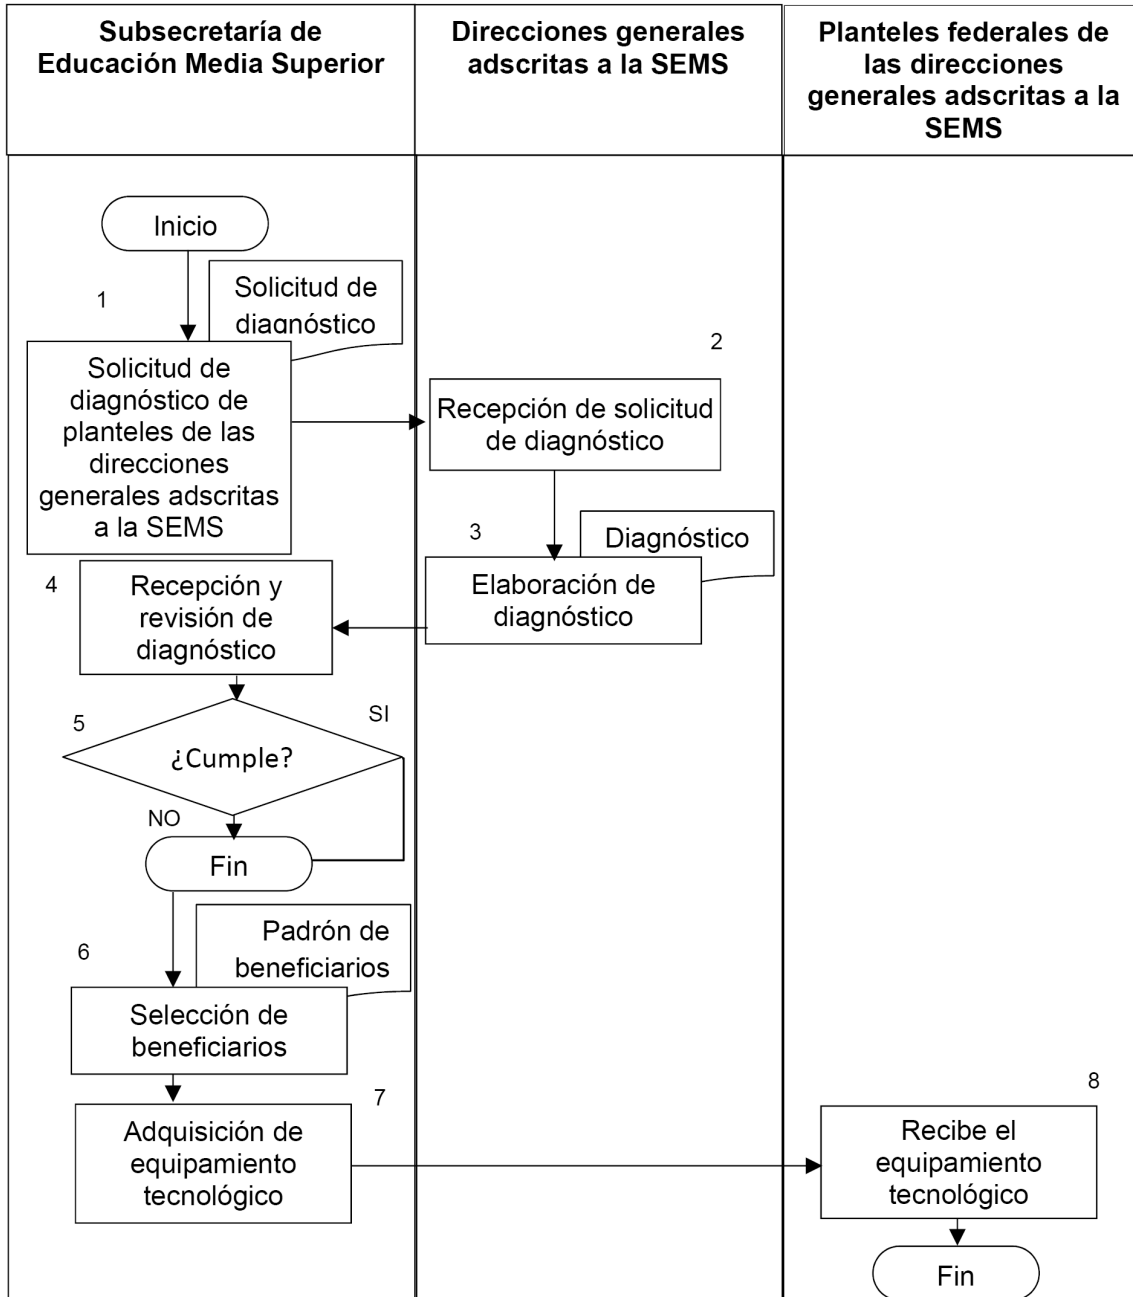 Subsecretaría de
Educación Media Superior
Direcciones generales
adscritas a la SEMS
Planteles federales de
las direcciones
generales adscritas a la
SEMS
Inicio
1
Solicitud de
diagnóstico
Solicitud de
diagnóstico de
planteles de las
direcciones
generales adscritas
a la SEMS
2
Recepción de solicitud
de diagnóstico
3
Diagnóstico
Elaboración de
diagnóstico
4
Recepción y
revisión de
diagnóstico
5
SI
¿Cumple?
NO
Fin
6
Padrón de
beneficiarios
Selección de
beneficiarios
7
Adquisición de
equipamiento
tecnológico
8
Recibe el
equipamiento
tecnológico
Fin